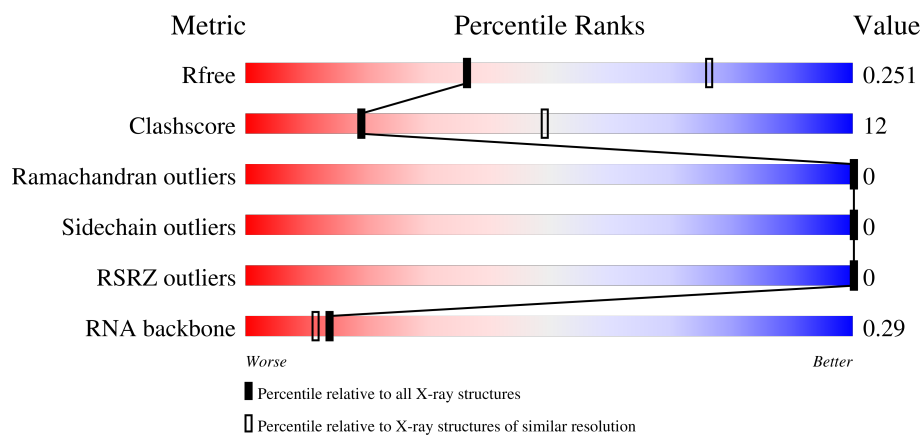 Metric Percentile Ranks Value
Rfree 0.251
Clashscore 12
Ramachandran outliers 0
Sidechain outliers 0
RSRZ outliers 0
RNA backbone 0.29
Worse Better
Percentile relative to all X-ray structures
Percentile relative to X-ray structures of similar resolution